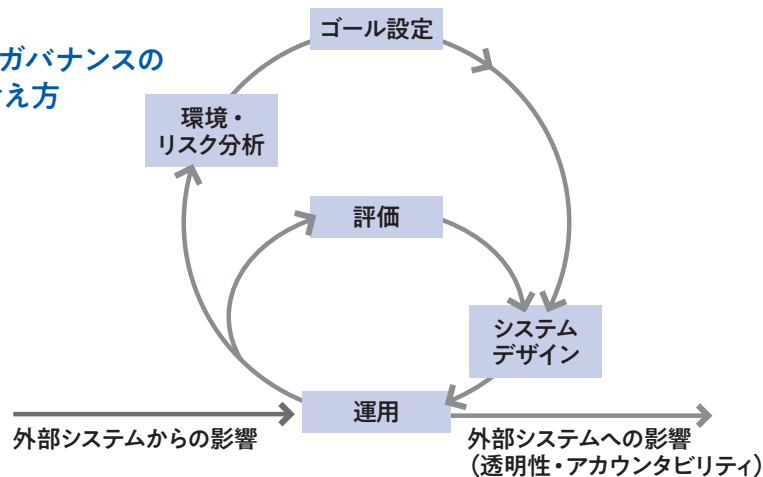 ガバナンスの
え方
ゴール設定
環境・
リスク分析
評価
システム
デザイン
運用
外部システムからの影響
外部システムへの影響
（透明性・アカウンタビリティ）